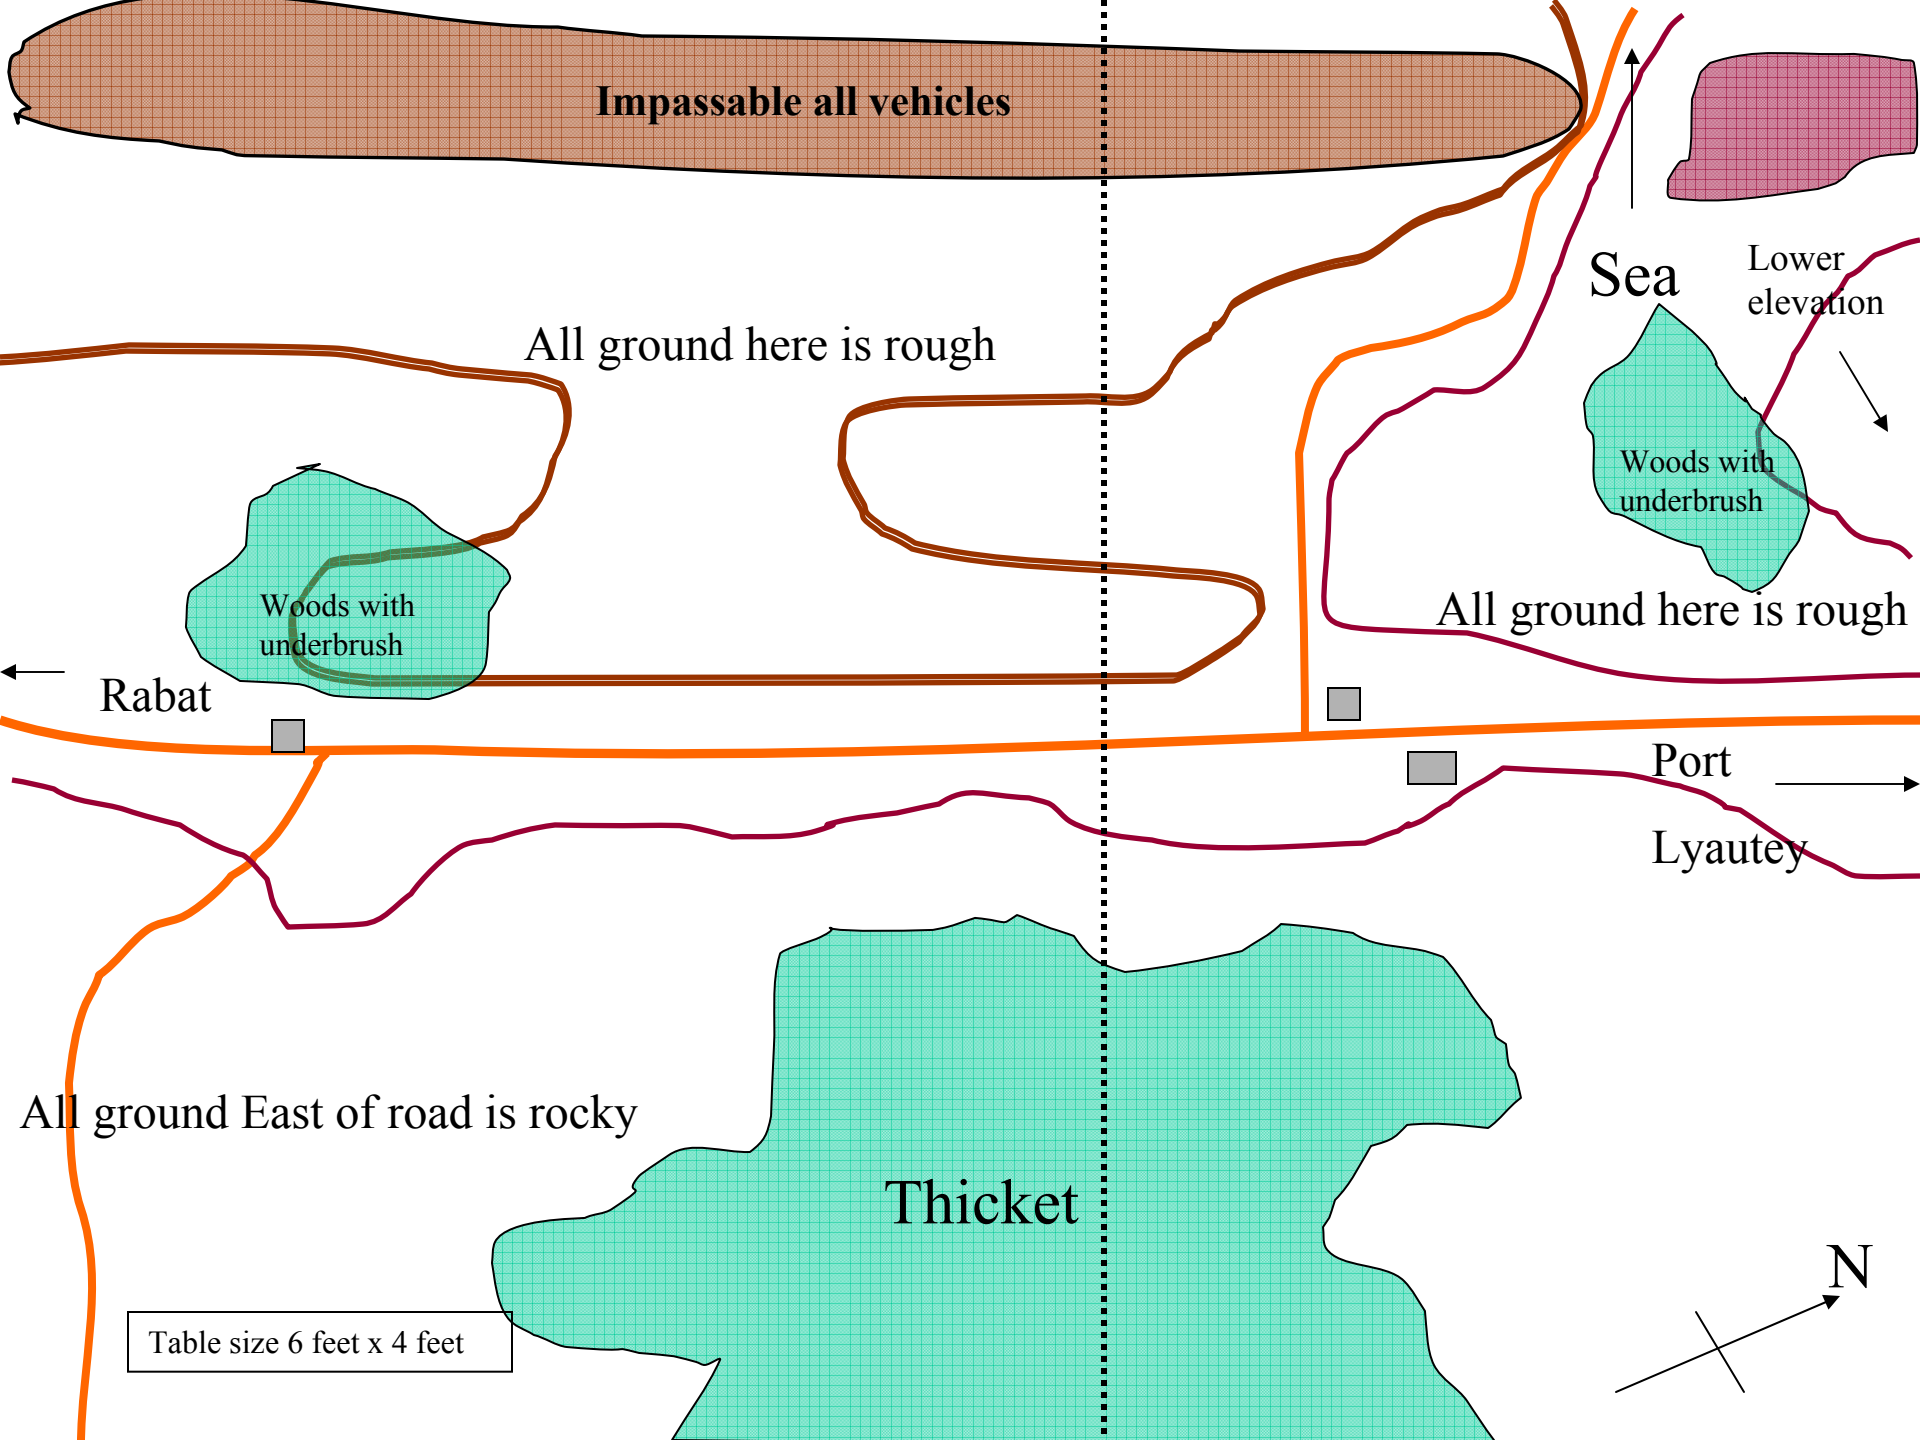 Impassable all vehicles
Sea
Lower
elevation
All ground here is rough
Woods with
underbrush
Woods with
underbrush
All ground here is rough
Rabat
Port
Lyautey
All ground East of road is rocky
Thicket
N
Table size 6 feet x 4 feet